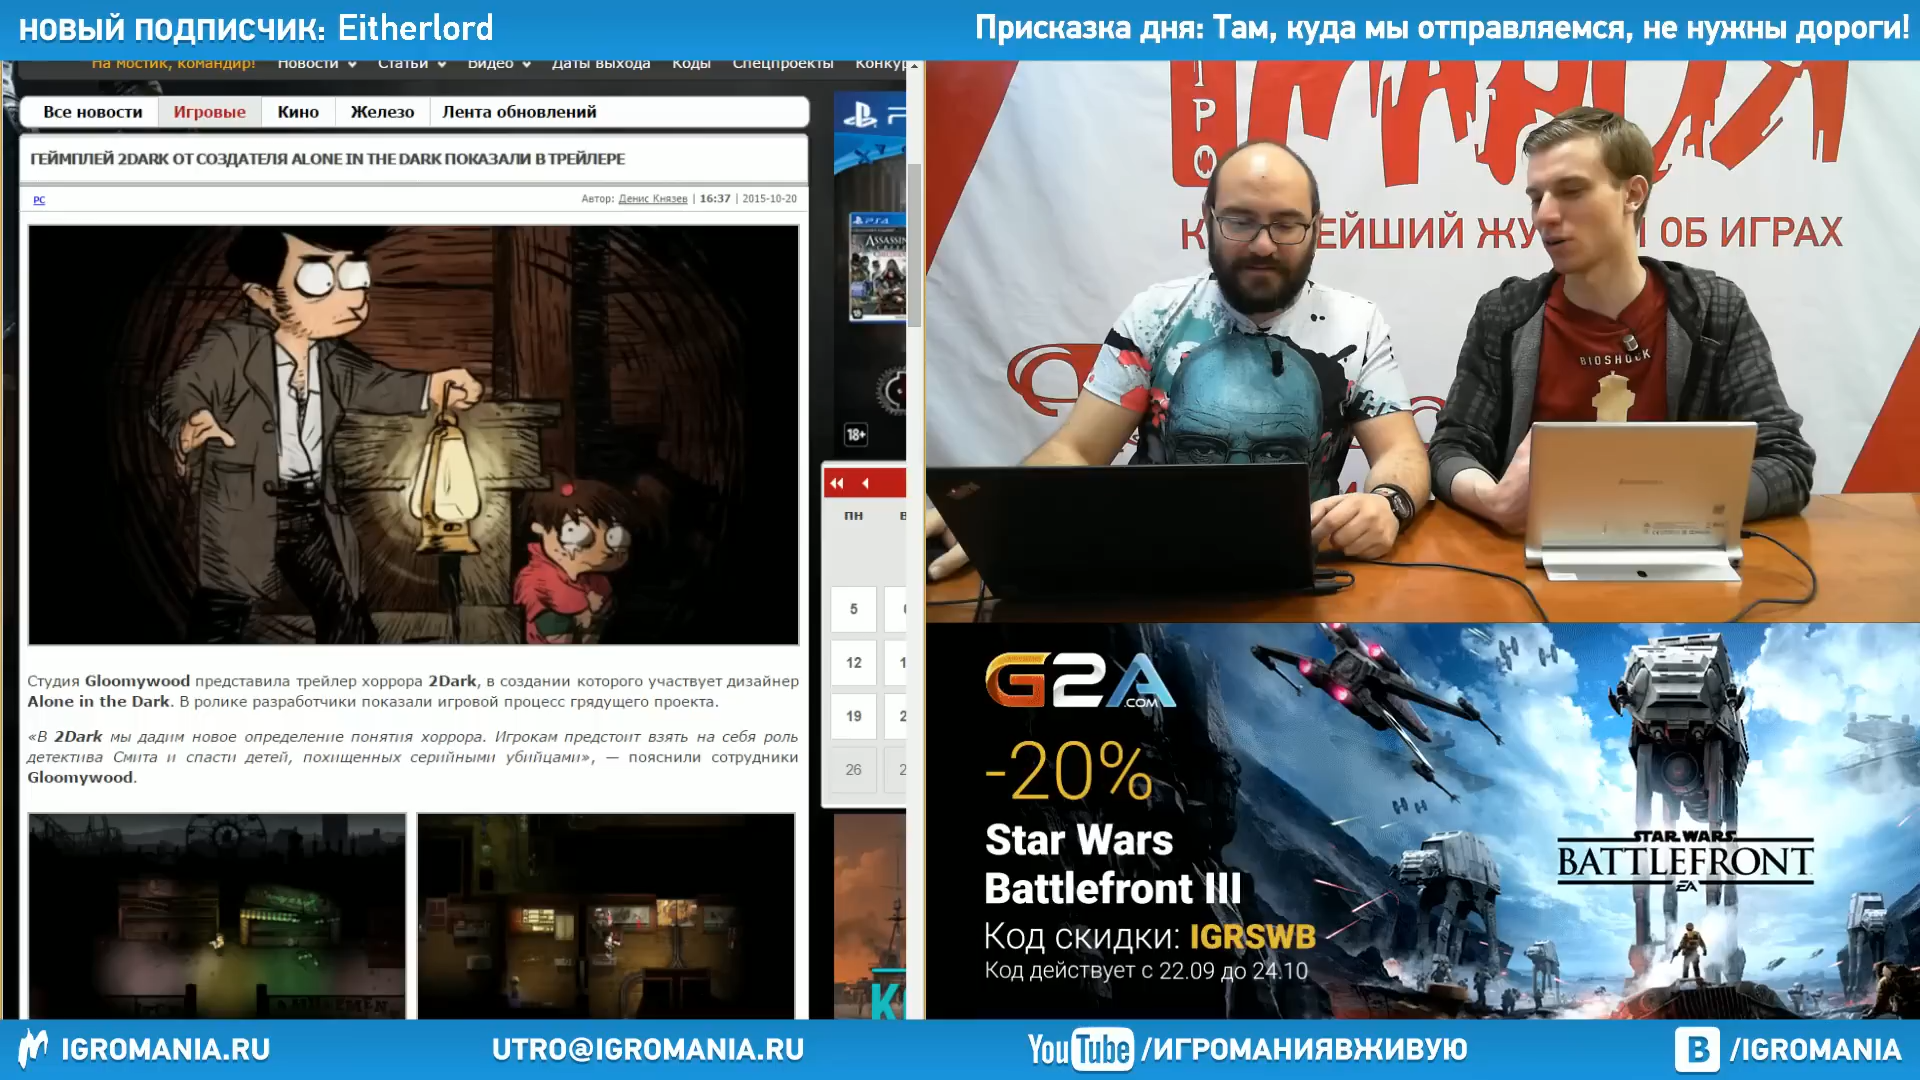 НОВЫЙ ПОДПИСЧИК: Eitherlord
Присказка дня: Там, куда мы отправляемся, не нужны дороги!
На мостик, командир! Новости Статьи Видео Даты выхода Коды Спецпроекты
Все новости Игровые Кино Железо Лента обновлений
ГЕЙМПЛЕЙ 2DARK ОТ СОЗДАТЕЛЯ ALONE IN THE DARK ПОКАЗАЛИ В ТРЕЙЛЕРЕ
PC
Автор: Денис Князев | 16:37 | 2015-10-20
Студия Gloomywood представила трейлер хоррора 2Dark, в создании которого участвует дизайнер
Alone in the Dark. В ролике разработчики показали игровой процесс грядущего проекта.
«В 2Dark мы дадим новое определение понятия хоррора. Игрокам предстоит взять на себя роль
детектива Смита и спасти детей, похищенных серийными убийцами», — пояснили сотрудники
Gloomywood.
PS4
18+
пн
5
12
19
26
ОБ ИГРАХ
BIOSHOCK
G2A
.COM
-20%
Star Wars
Battlefront III
Код скидки: IGRSWB
Код действует с 22.09 до 24.10
STAR WARS
BATTLEFRONT
EA
IGROMANIA.RU
UTRO@IGROMANIA.RU
YouTube /ИГРОМАНИЯВЖИВУЮ
B /IGROMANIA